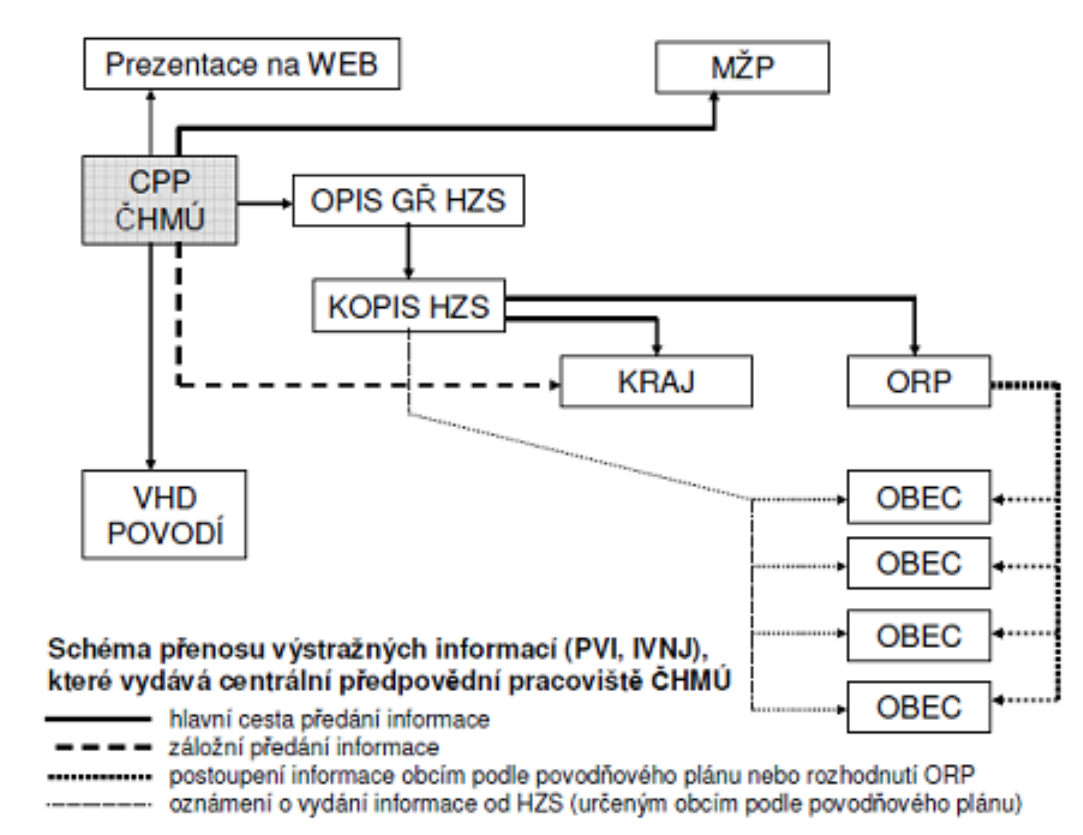 Prezentace na WEB
MŽP
CPP
ČHMÚ
OPIS GŘ HZS
KOPIS HZS
KRAJ
ORP
VHD
POVODÍ
OBEC
OBEC
OBEC
OBEC
Schéma přenosu výstražných informací (PVI, IVNJ),
které vydává centrální předpovědní pracoviště ČHMÚ
hlavní cesta předání informace
záložní předání informace
postoupení informace obcím podle povodňového plánu nebo rozhodnutí ORP
oznámení o vydání informace od HZS (určeným obcím podle povodňového plánu)